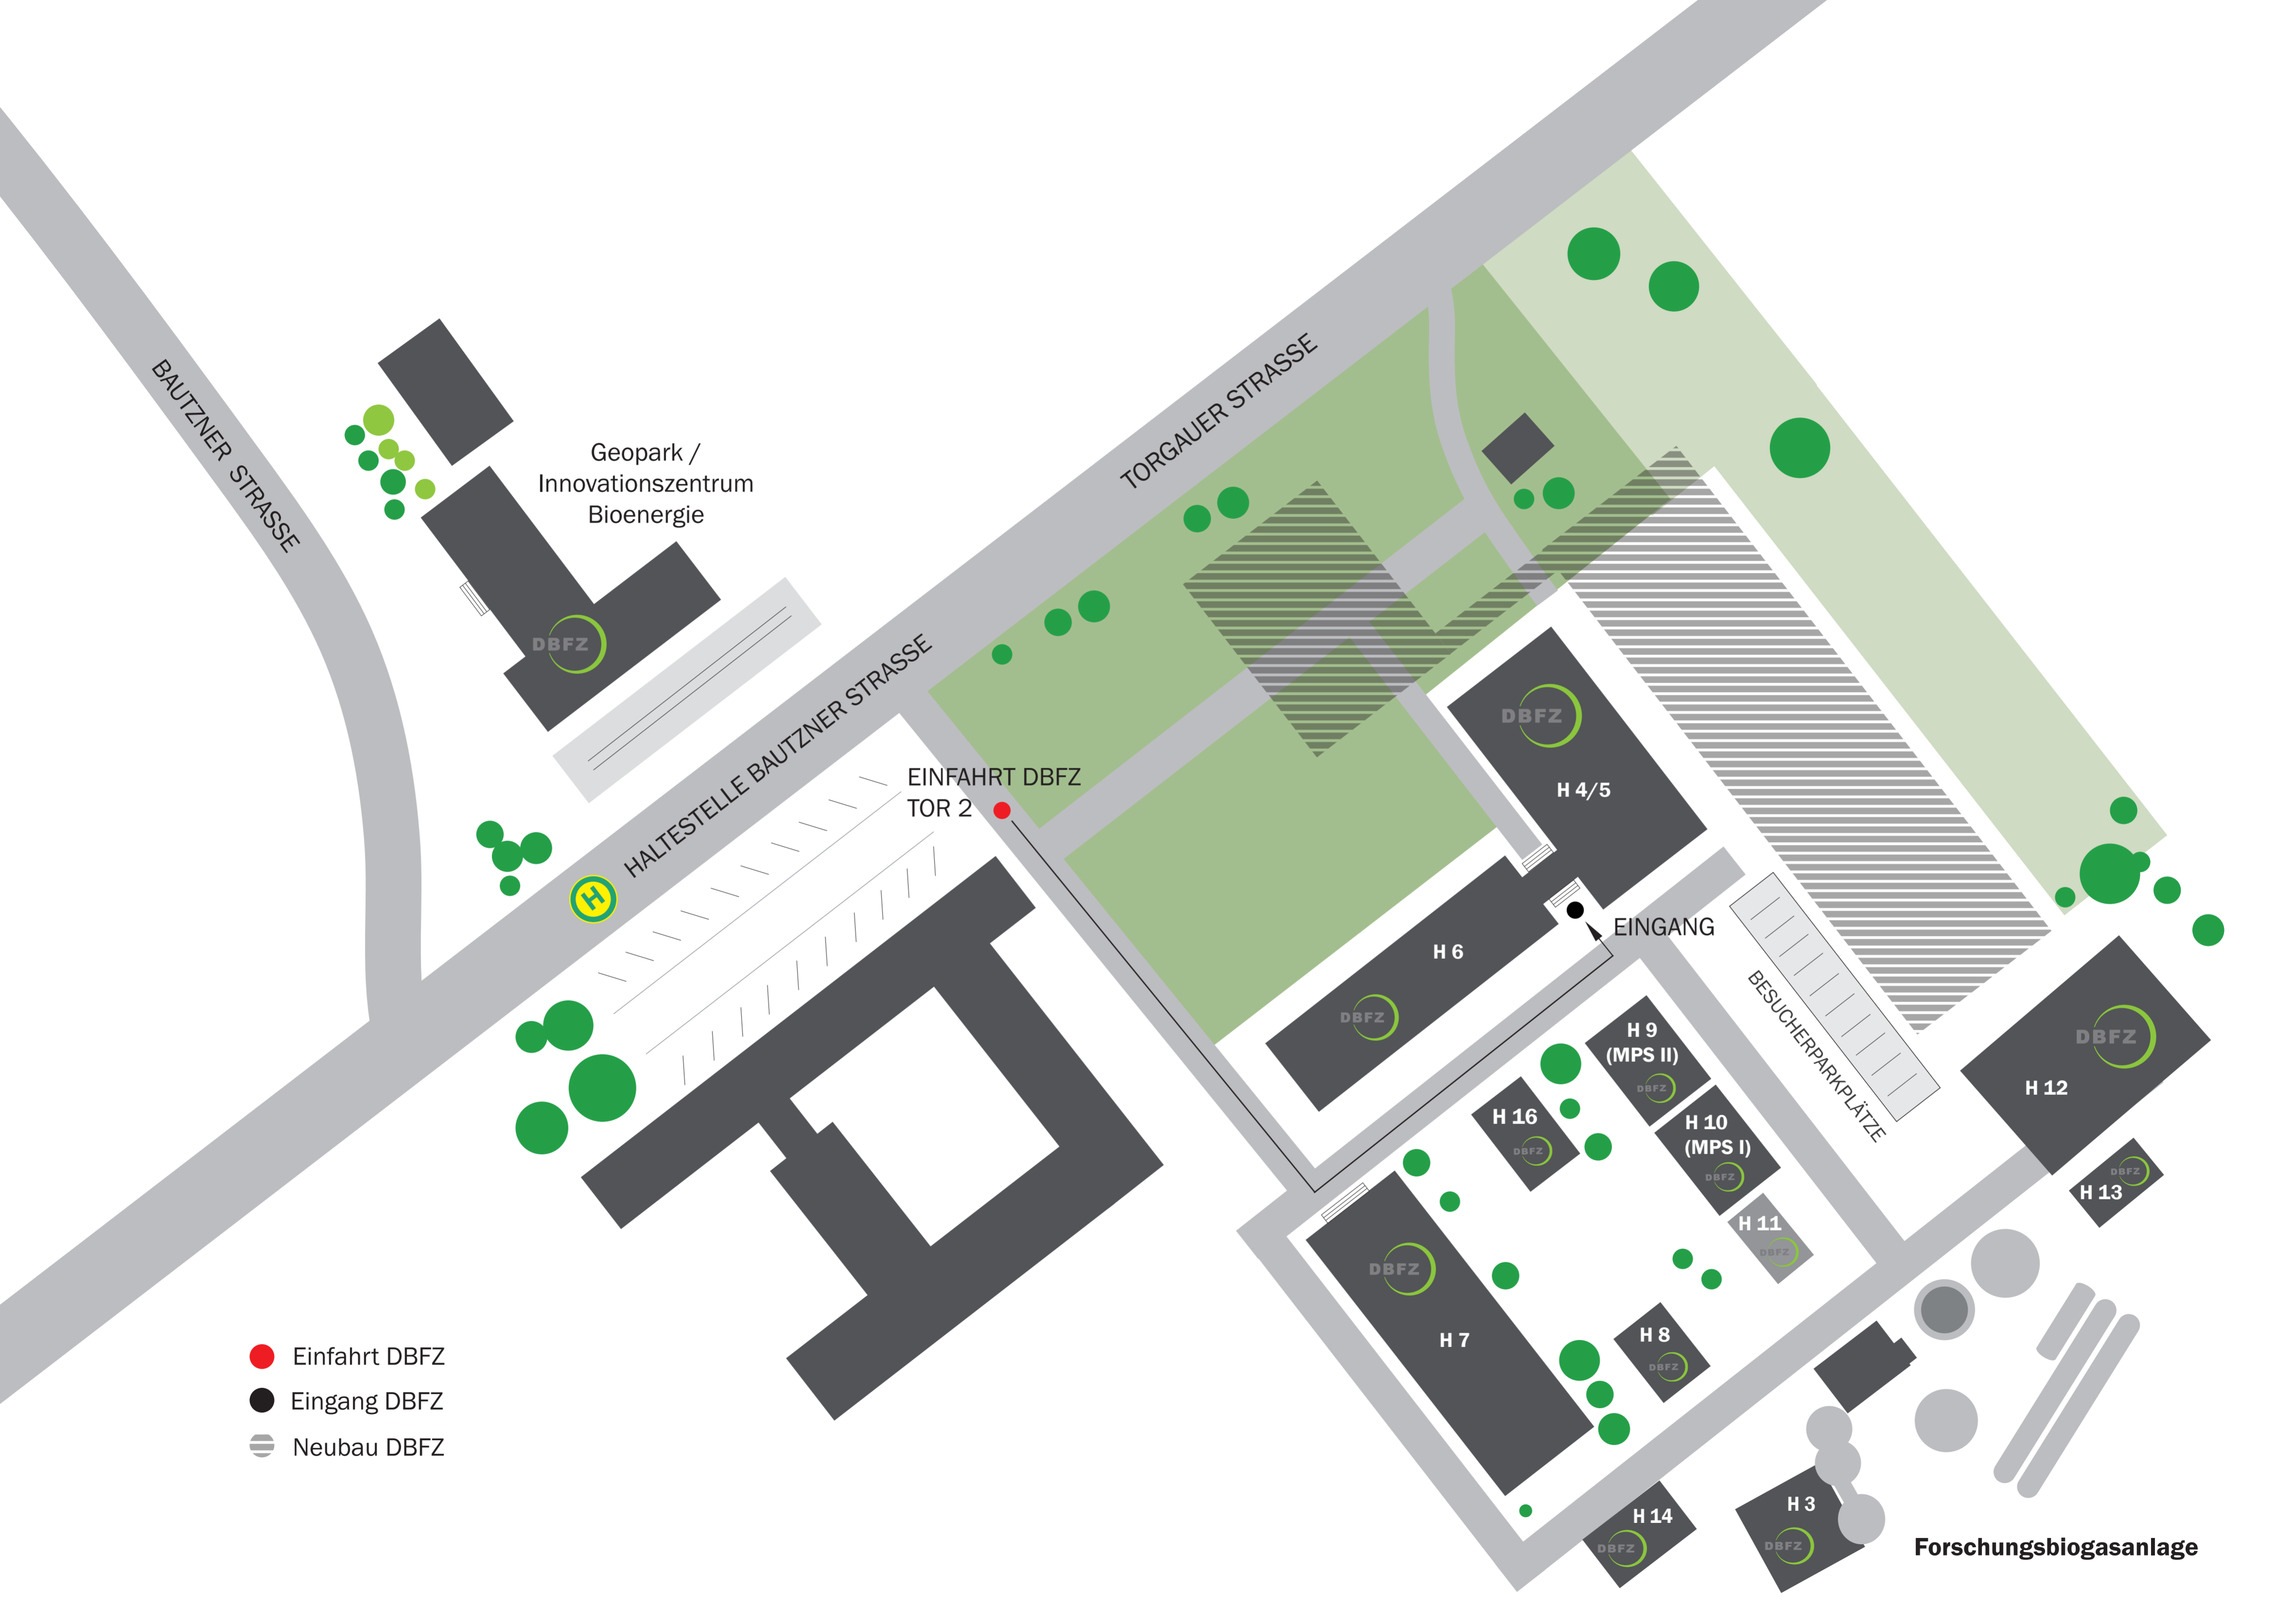 BAUTZNER STRASSE
Geopark /
Innovationszentrum
Bioenergie
DBFZ
TORGAUER STRASSE
HALTESTELLE BAUTZNER STRASSE
H
EINFAHRT DBFZ
TOR 2
DBFZ
H 4/5
EINGANG
H 6
DBFZ
BESUCHERPARKPLÄTZE
H 9
(MPS II)
DBFZ
H 10
(MPS I)
DBFZ
H 16
DBFZ
H 11
DBFZ
DBFZ
H 12
DBFZ
H 13
DBFZ
H 7
H 8
DBFZ
H 14
DBFZ
H 3
DBFZ
Forschungsbiogasanlage
Einfahrt DBFZ
Eingang DBFZ
Neubau DBFZ